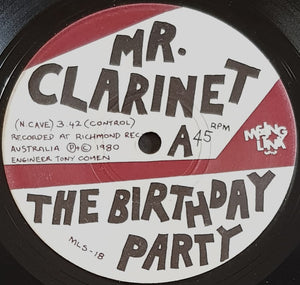 MR.
CLARINET
(N. CAVE) 3.42 (CONTROL)
RECORDED AT RICHMOND REC.
AUSTRALIA Ⓟ+© 1980
ENGINEER TONY COHEN
A 45 RPM
MISSING LINK
THE BIRTHDAY
PARTY
MLS-18